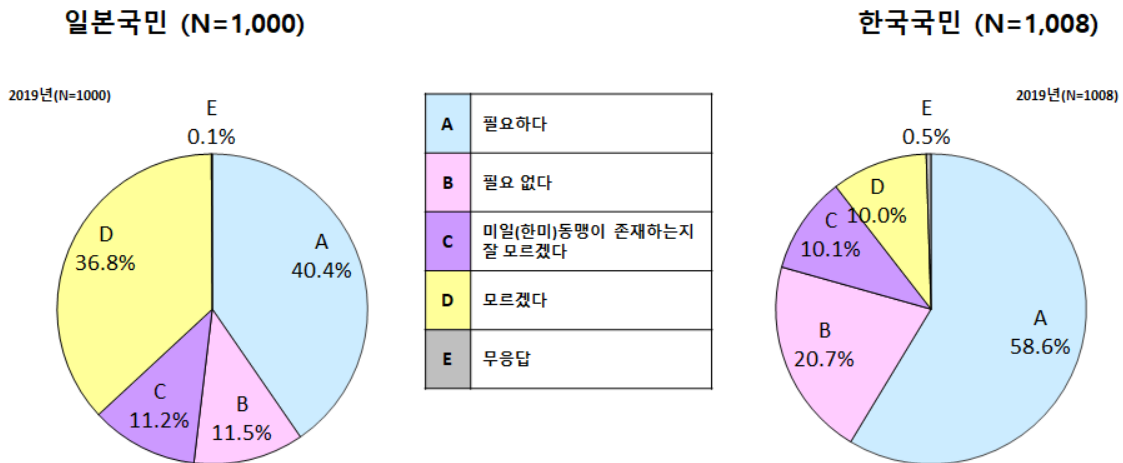 일본국민 (N=1,000)
한국국민 (N=1,008)
2019년(N=1000)
E
0.1%
A
40.4%
B
11.5%
C
11.2%
D
36.8%
A 필요하다
B 필요 없다
C 미일(한미)동맹이 존재하는지
잘 모르겠다
D 모르겠다
E 무응답
2019년(N=1008)
E
0.5%
A
58.6%
B
20.7%
C
10.1%
D
10.0%